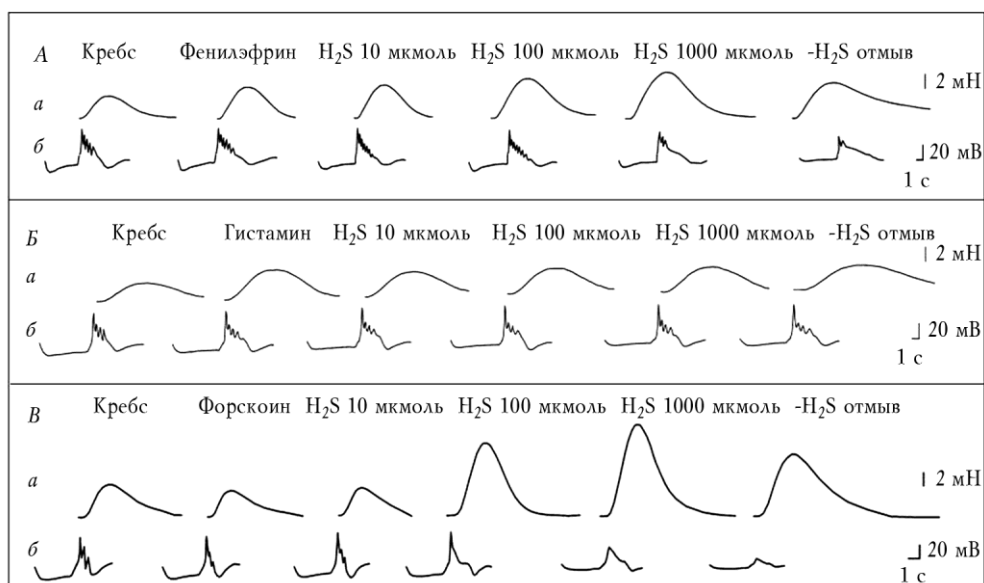 А Кребс Фенилэфрин H₂S 10 мкмоль H₂S 100 мкмоль H₂S 1000 мкмоль -H₂S отмыв
а 2 мН
б 20 мВ
1 с
Б Кребс Гистамин H₂S 10 мкмоль H₂S 100 мкмоль H₂S 1000 мкмоль -H₂S отмыв
а 2 мН
б 20 мВ
1 с
В Кребс Форскоин H₂S 10 мкмоль H₂S 100 мкмоль H₂S 1000 мкмоль -H₂S отмыв
а 2 мН
б 20 мВ
1 с